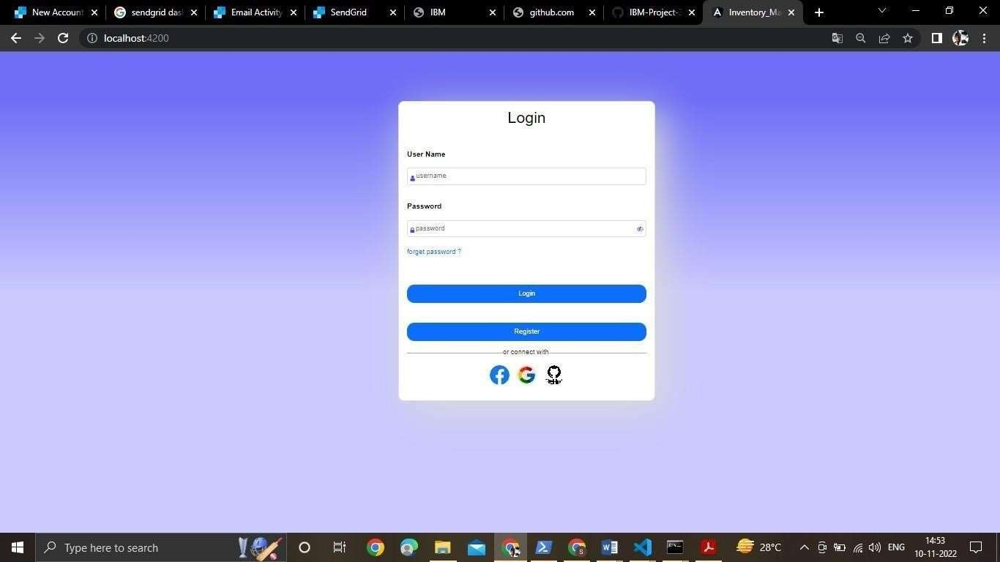 New Account
sendgrid das
Email Activity
SendGrid
IBM
github.com
IBM-Project-
Inventory_Ma
localhost:4200
Login
User Name
username
Password
password
forget password ?
Login
Register
or connect with
Type here to search
28°C
ENG
14:53
10-11-2022